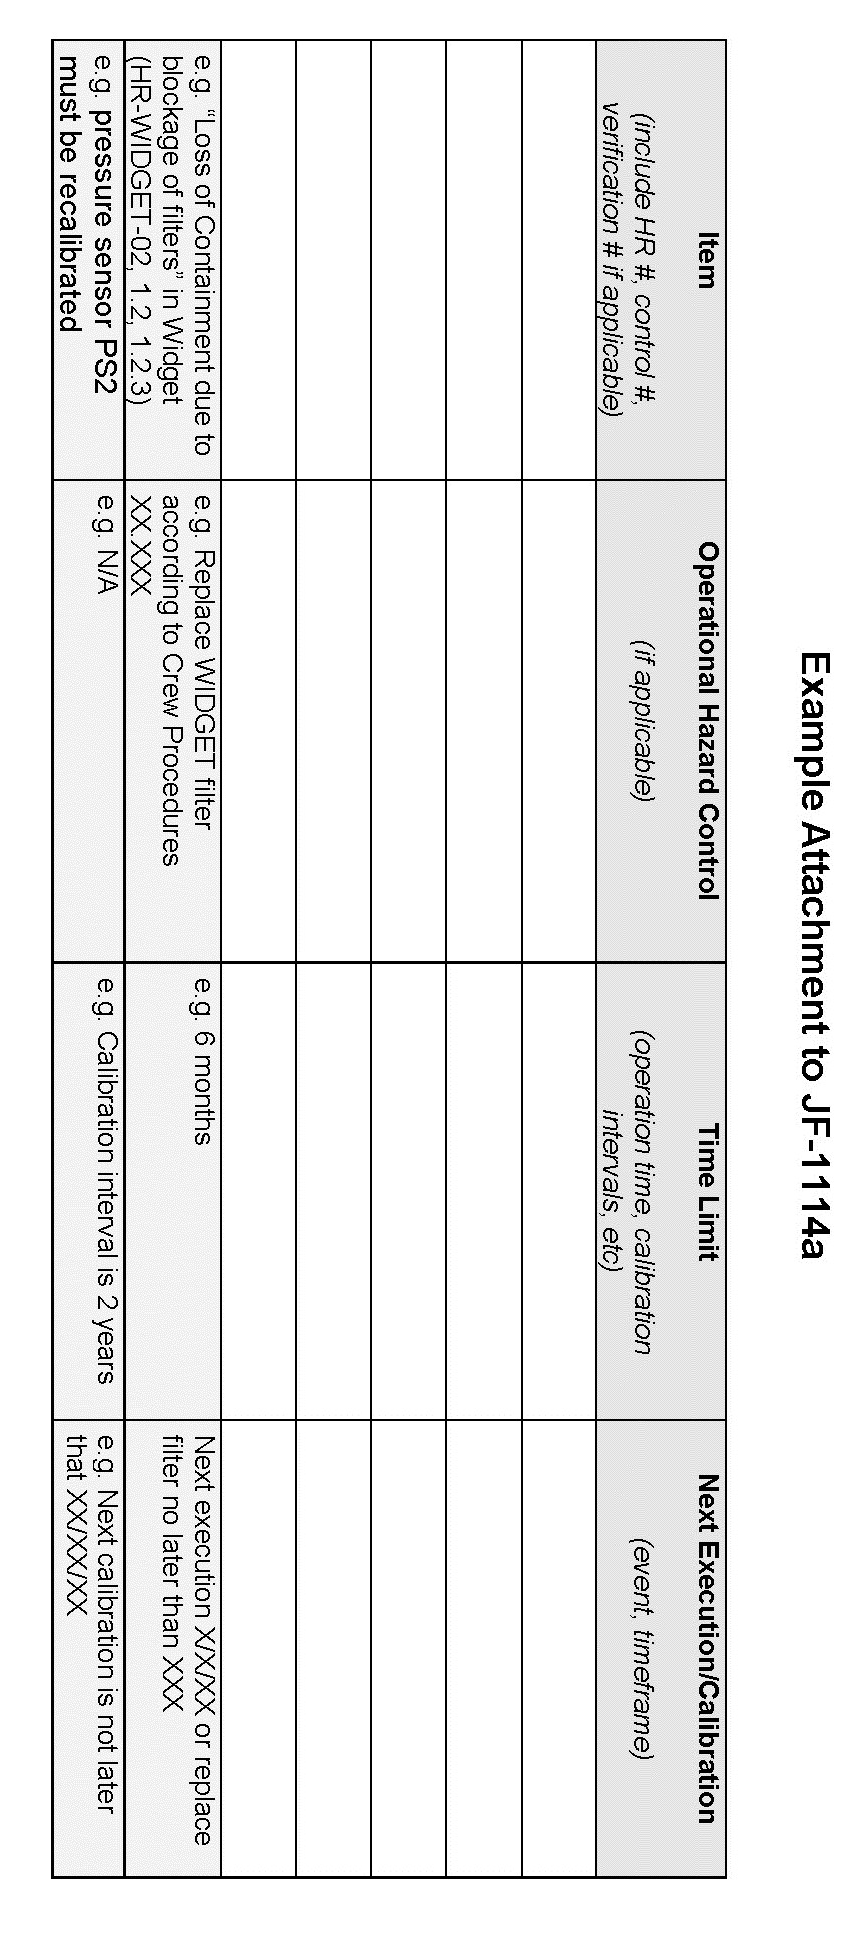 Example Attachment to JF-1114a
Item
(include HR #, control #,
verification # if applicable)
Operational Hazard Control
(if applicable)
Time Limit
(operation time, calibration
intervals, etc)
Next Execution/Calibration
(event, timeframe)
e.g. “Loss of Containment due to
blockage of filters” in Widget
(HR-WIDGET-02, 1.2, 1.2.3)
e.g. Replace WIDGET filter
according to Crew Procedures
XX.XXX
e.g. 6 months
Next execution X/X/XX or replace
filter no later than XXX
e.g. pressure sensor PS2
must be recalibrated
e.g. N/A
e.g. Calibration interval is 2 years
e.g. Next calibration is not later
that XX/XX/XX